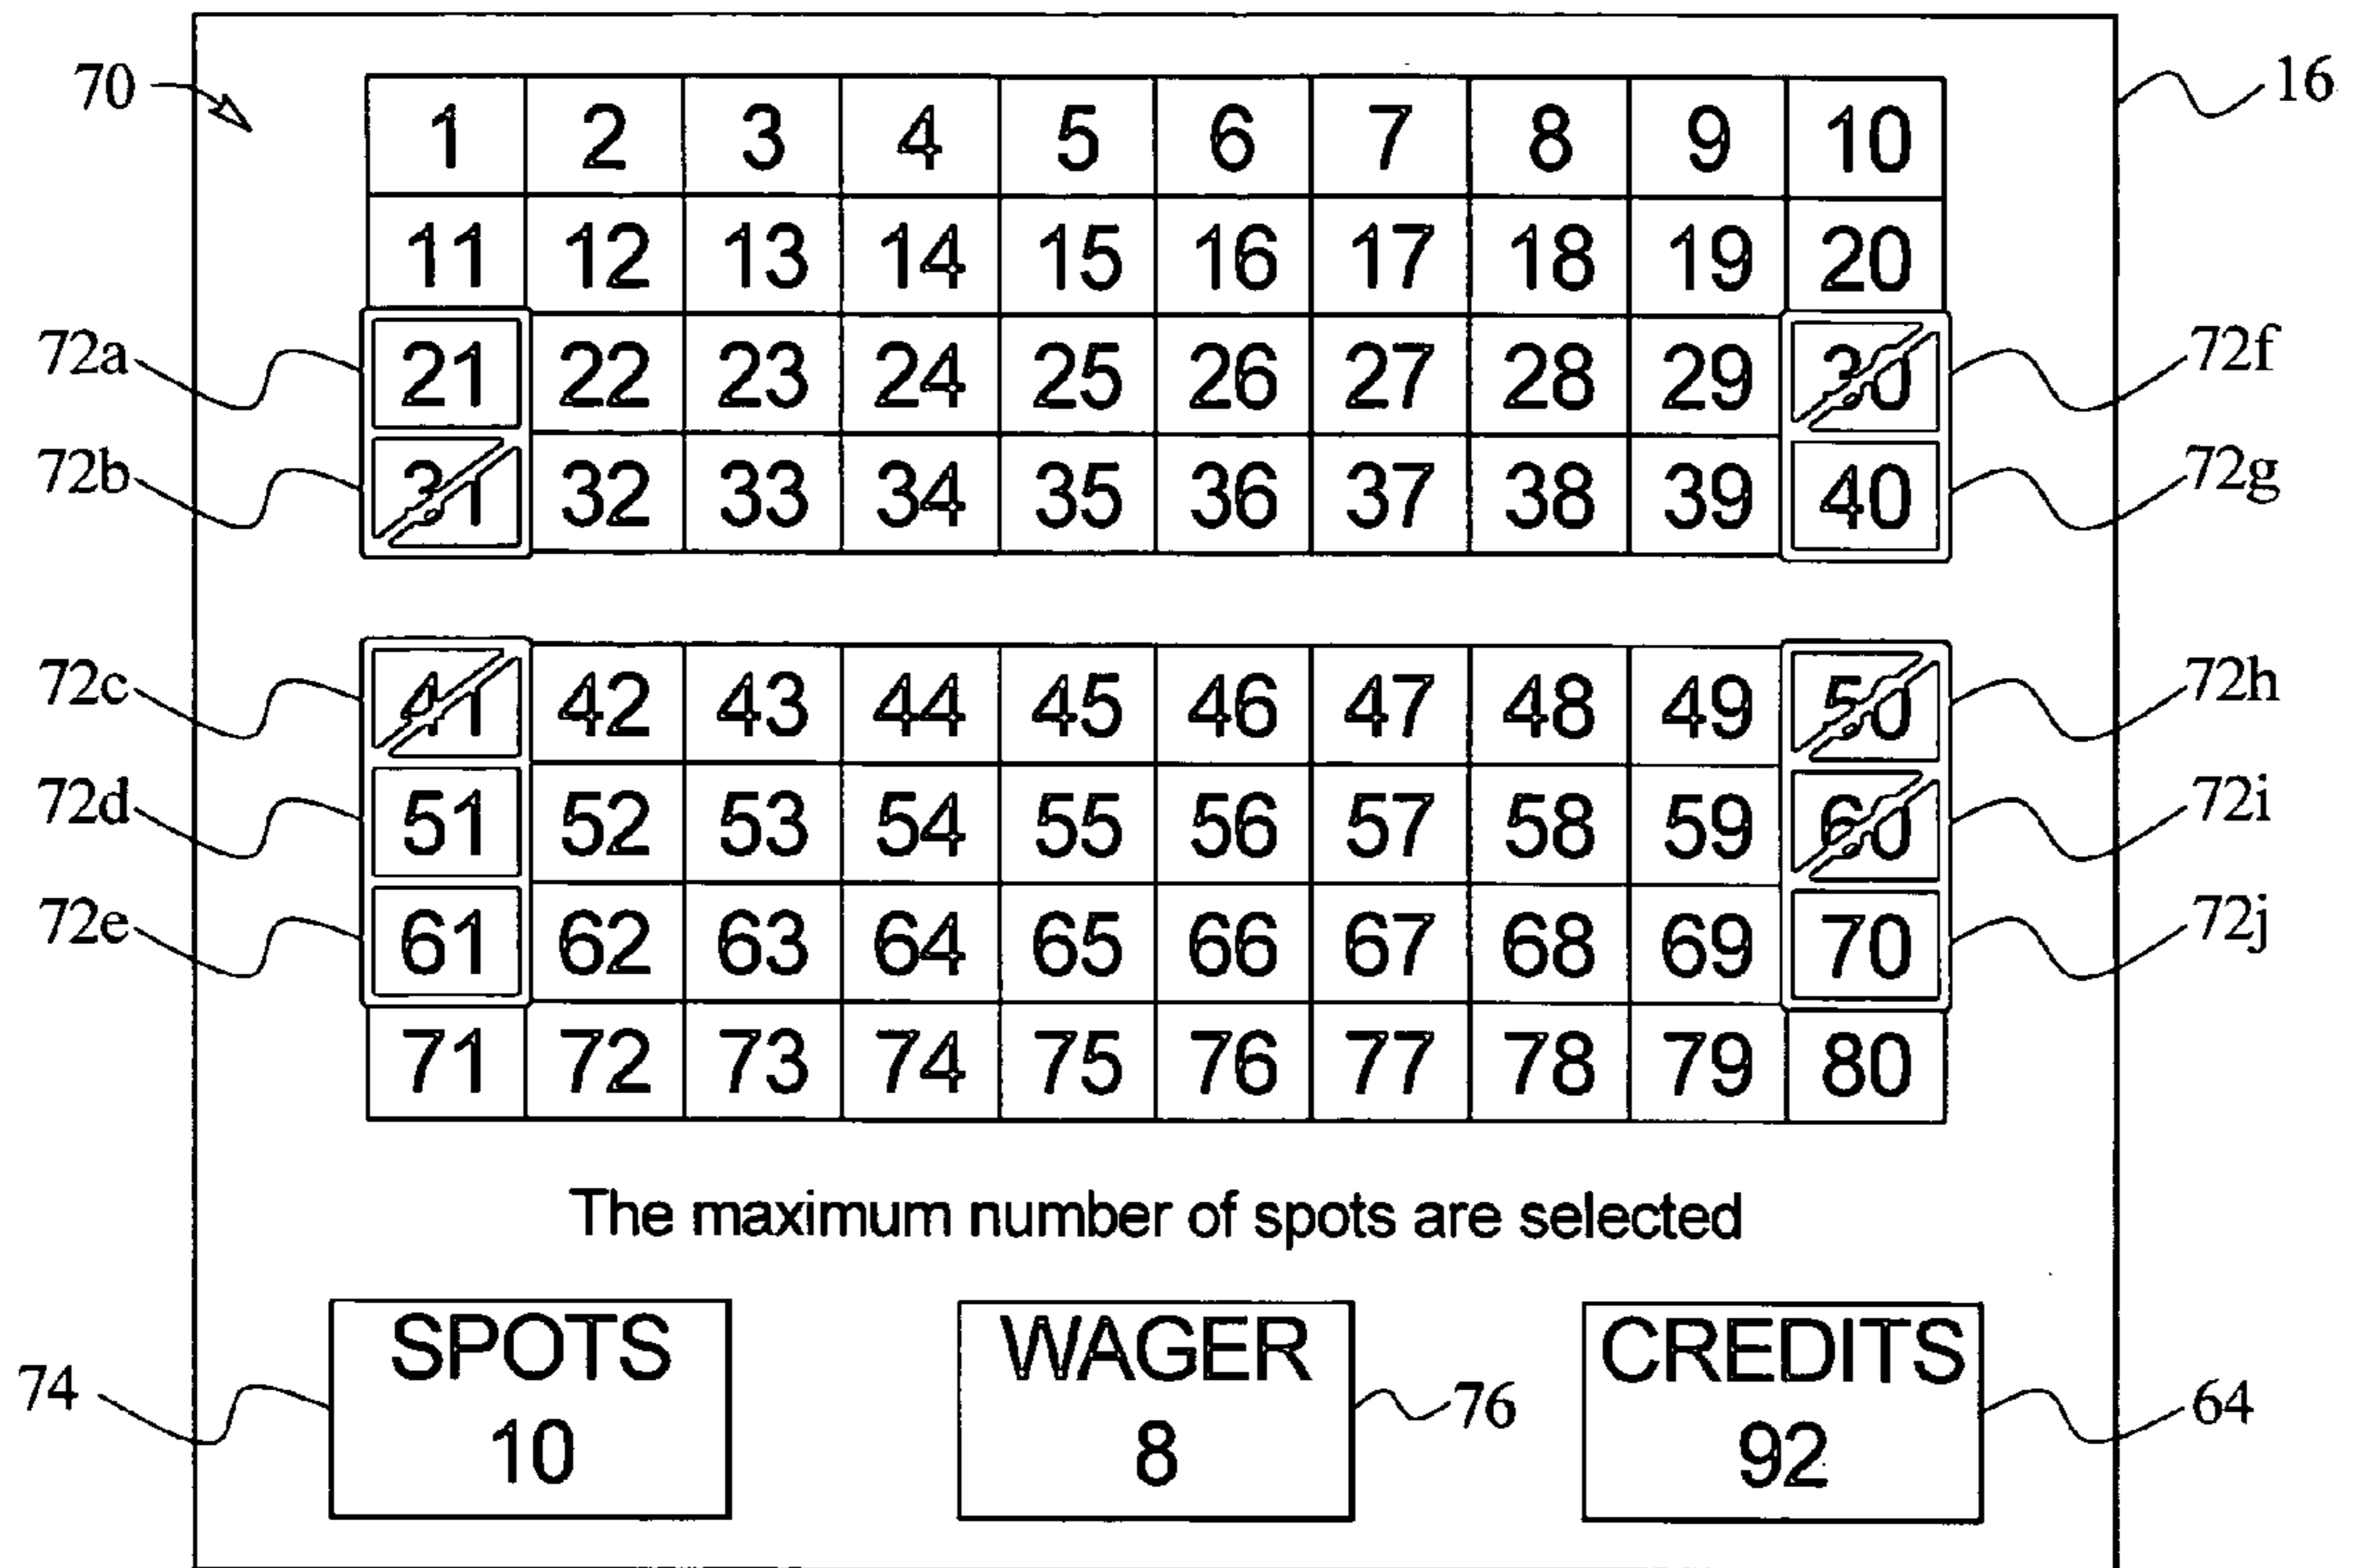 70 16
1 2 3 4 5 6 7 8 9 10
11 12 13 14 15 16 17 18 19 20
72a 21 22 23 24 25 26 27 28 29 30 72f
72b 31 32 33 34 35 36 37 38 39 40 72g
72c 41 42 43 44 45 46 47 48 49 50 72h
72d 51 52 53 54 55 56 57 58 59 60 72i
72e 61 62 63 64 65 66 67 68 69 70 72j
71 72 73 74 75 76 77 78 79 80
The maximum number of spots are selected
SPOTS WAGER CREDITS
74 10 8 76 92 64